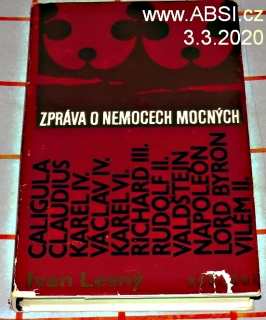 www.ABSI.cz
3.3.2020
ZPRÁVA O NEMOCECH MOCNÝCH
CALIGULA
CLAUDIUS
KAREL IV.
VÁCLAV IV.
KAREL VI.
RICHARD III.
RUDOLF II.
VALDŠTEJN
NAPOLEON
LORD BYRON
VILÉM II.
Ivan Lesný